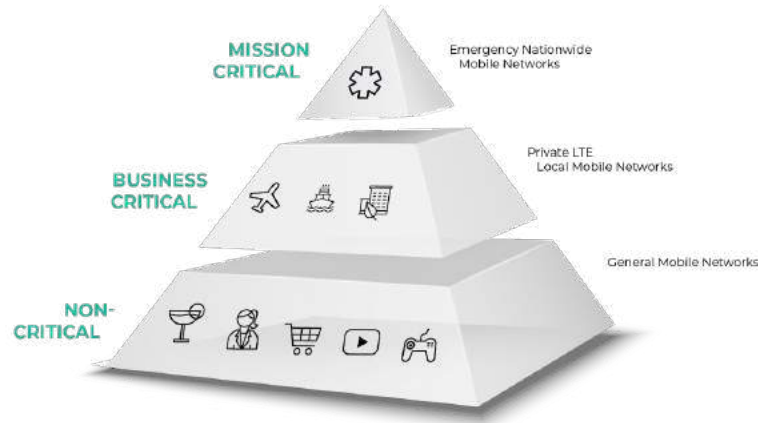 MISSION
CRITICAL
Emergency Nationwide
Mobile Networks
BUSINESS
CRITICAL
Private LTE
Local Mobile Networks
General Mobile Networks
NON-
CRITICAL